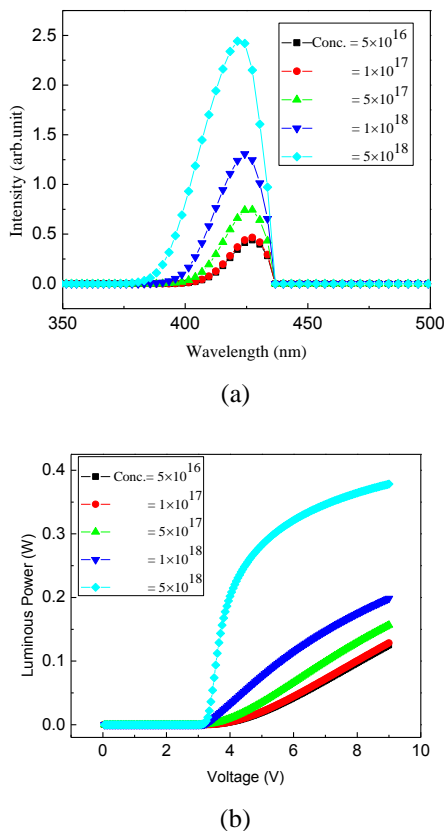 2.5
2.0
1.5
1.0
0.5
0.0
Intensity (arb.unit)
Conc. = 5×10^16
= 1×10^17
= 5×10^17
= 1×10^18
= 5×10^18
350 400 450 500
Wavelength (nm)
(a)
0.4
0.3
0.2
0.1
0.0
Luminous Power (W)
Conc.= 5×10^16
= 1×10^17
= 5×10^17
= 1×10^18
= 5×10^18
0 2 4 6 8 10
Voltage (V)
(b)